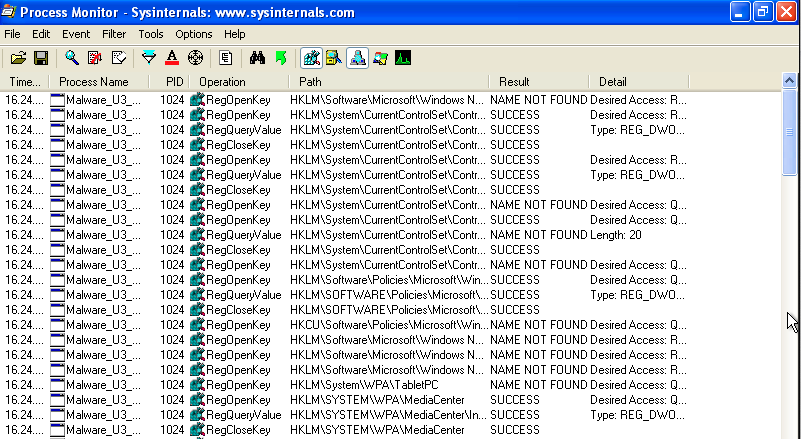 Process Monitor - Sysinternals: www.sysinternals.com
File Edit Event Filter Tools Options Help
Time... Process Name PID Operation Path Result Detail
16.24.... Malware_U3_... 1024 RegOpenKey HKLM\Software\Microsoft\Windows N... NAME NOT FOUND Desired Access: R...
16.24.... Malware_U3_... 1024 RegOpenKey HKLM\System\CurrentControlSet\Contr... SUCCESS Desired Access: R...
16.24.... Malware_U3_... 1024 RegQueryValue HKLM\System\CurrentControlSet\Contr... SUCCESS Type: REG_DWO...
16.24.... Malware_U3_... 1024 RegCloseKey HKLM\System\CurrentControlSet\Contr... SUCCESS
16.24.... Malware_U3_... 1024 RegOpenKey HKLM\System\CurrentControlSet\Contr... SUCCESS Desired Access: R...
16.24.... Malware_U3_... 1024 RegQueryValue HKLM\System\CurrentControlSet\Contr... SUCCESS Type: REG_DWO...
16.24.... Malware_U3_... 1024 RegCloseKey HKLM\System\CurrentControlSet\Contr... SUCCESS
16.24.... Malware_U3_... 1024 RegOpenKey HKLM\System\CurrentControlSet\Contr... NAME NOT FOUND Desired Access: Q...
16.24.... Malware_U3_... 1024 RegOpenKey HKLM\System\CurrentControlSet\Contr... SUCCESS Desired Access: Q...
16.24.... Malware_U3_... 1024 RegQueryValue HKLM\System\CurrentControlSet\Contr... NAME NOT FOUND Length: 20
16.24.... Malware_U3_... 1024 RegCloseKey HKLM\System\CurrentControlSet\Contr... SUCCESS
16.24.... Malware_U3_... 1024 RegOpenKey HKLM\System\CurrentControlSet\Contr... NAME NOT FOUND Desired Access: Q...
16.24.... Malware_U3_... 1024 RegOpenKey HKLM\Software\Policies\Microsoft\Win... SUCCESS Desired Access: Q...
16.24.... Malware_U3_... 1024 RegQueryValue HKLM\SOFTWARE\Policies\Microsoft\... SUCCESS Type: REG_DWO...
16.24.... Malware_U3_... 1024 RegCloseKey HKLM\SOFTWARE\Policies\Microsoft\... SUCCESS
16.24.... Malware_U3_... 1024 RegOpenKey HKCU\Software\Policies\Microsoft\Win... NAME NOT FOUND Desired Access: Q...
16.24.... Malware_U3_... 1024 RegOpenKey HKLM\Software\Microsoft\Windows N... NAME NOT FOUND Desired Access: R...
16.24.... Malware_U3_... 1024 RegOpenKey HKLM\Software\Microsoft\Windows N... NAME NOT FOUND Desired Access: R...
16.24.... Malware_U3_... 1024 RegOpenKey HKLM\Software\Microsoft\Windows N... NAME NOT FOUND Desired Access: R...
16.24.... Malware_U3_... 1024 RegOpenKey HKLM\System\WPA\TabletPC NAME NOT FOUND Desired Access: Q...
16.24.... Malware_U3_... 1024 RegOpenKey HKLM\SYSTEM\WPA\MediaCenter SUCCESS Desired Access: Q...
16.24.... Malware_U3_... 1024 RegQueryValue HKLM\SYSTEM\WPA\MediaCenter\In... SUCCESS Type: REG_DWO...
16.24.... Malware_U3_... 1024 RegCloseKey HKLM\SYSTEM\WPA\MediaCenter SUCCESS